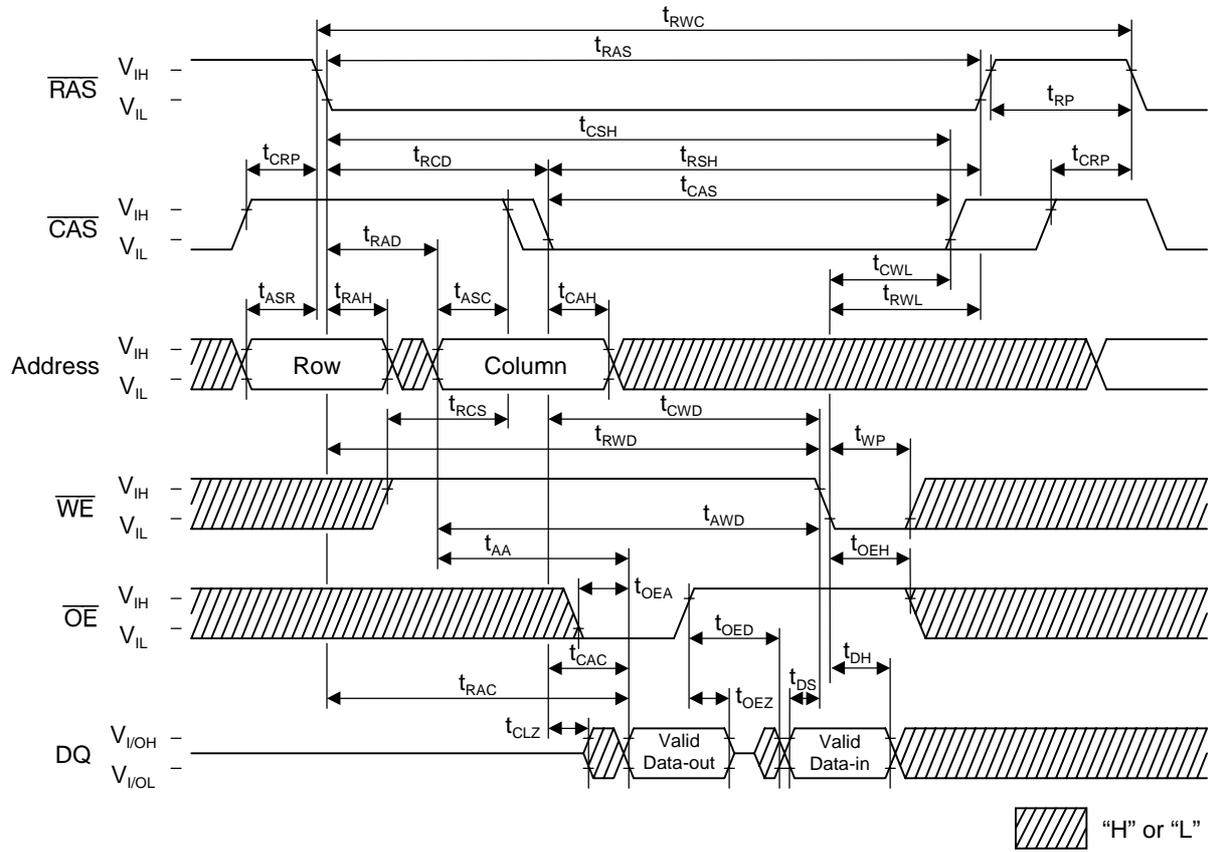 tRWC
tRAS
RAS
VIH
VIL
tRP
tCSH
tCRP
tRCD
tRSH
tCRP
tCAS
CAS
VIH
VIL
tRAD
tCWL
tASR
tRAH
tASC
tCAH
tRWL
Address
VIH
VIL
Row
Column
tRCS
tCWD
tRWD
tWP
WE
VIH
VIL
tAWD
tAA
tOEH
OE
VIH
VIL
tOEA
tOED
tCAC
tDH
tRAC
tOEZ
tDS
tCLZ
DQ
VI/OH
VI/OL
Valid
Data-out
Valid
Data-in
“H” or “L”